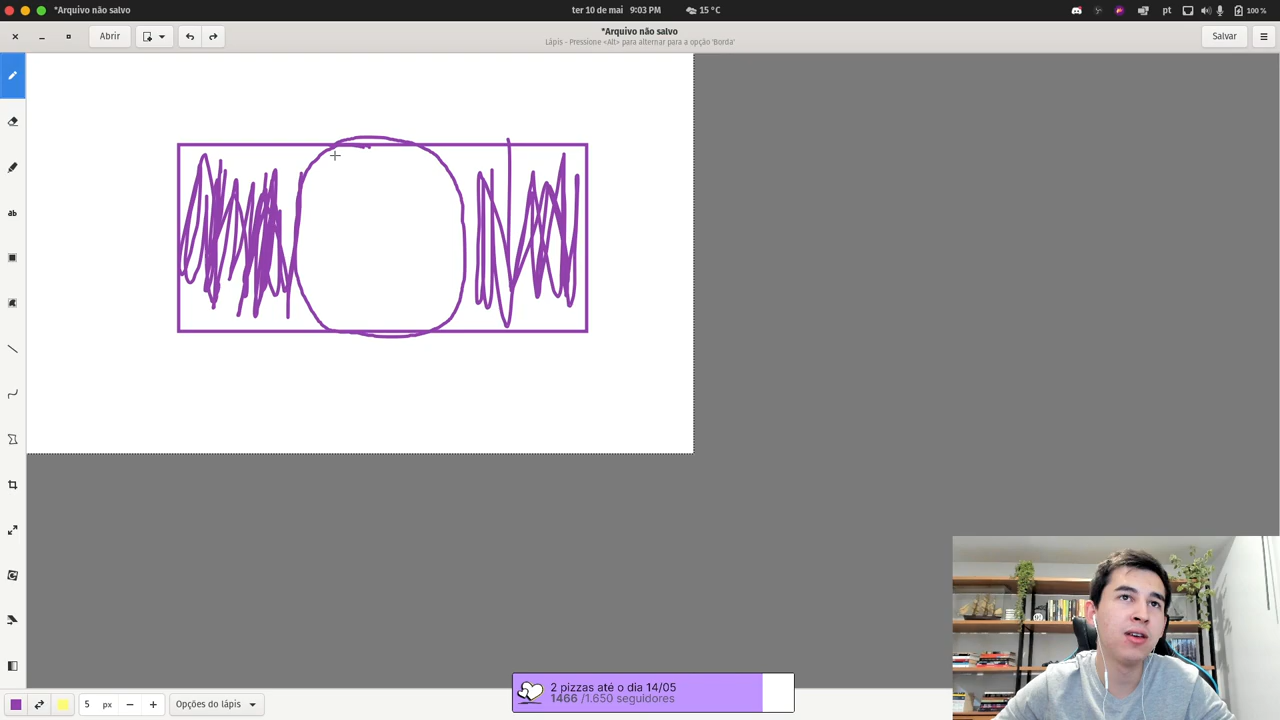 *Arquivo não salvo
ter 10 de mai
9:03 PM
15 °C
pt
100 %
Abrir
*Arquivo não salvo
Lápis - Pressione <Alt> para alternar para a opção 'Borda'
Salvar
ab
5 px
Opções do lápis
2 pizzas até o dia 14/05
1466 /1.650 seguidores